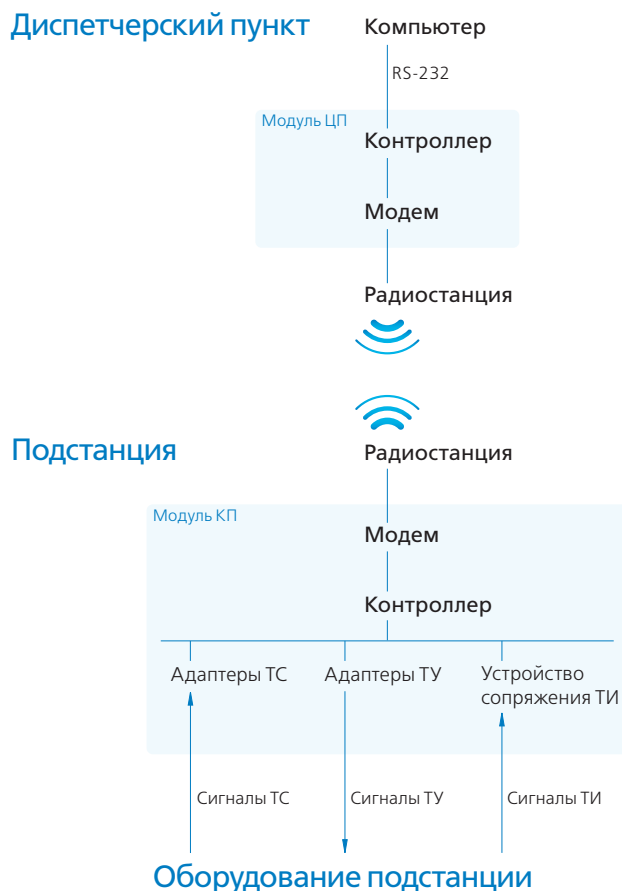 Диспетчерский пункт
Компьютер
RS-232
Модуль ЦП
Контроллер
Модем
Радиостанция
Подстанция
Радиостанция
Модуль КП
Модем
Контроллер
Адаптеры ТС
Адаптеры ТУ
Устройство
сопряжения ТИ
Сигналы ТС
Сигналы ТУ
Сигналы ТИ
Оборудование подстанции